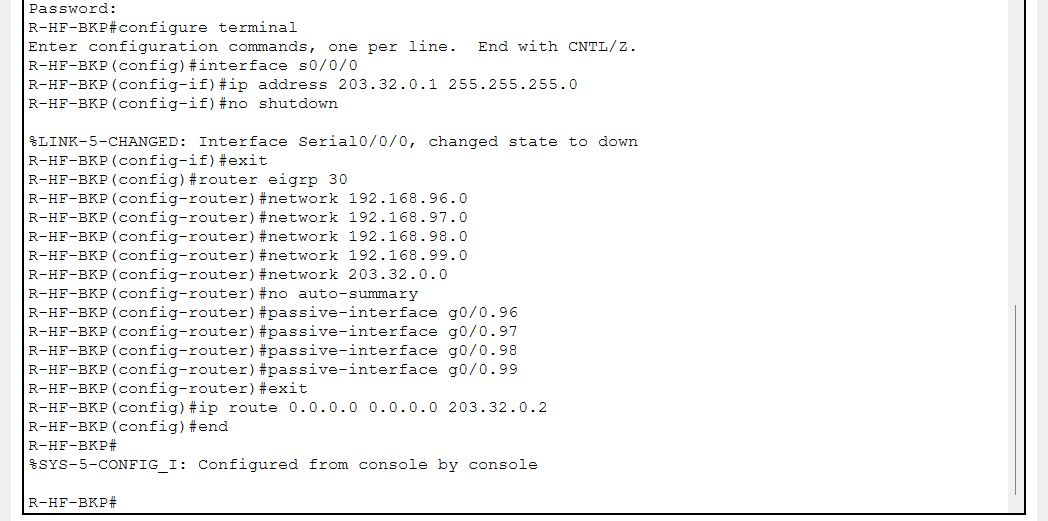 Password:
R-HF-BKP#configure terminal
Enter configuration commands, one per line.  End with CNTL/Z.
R-HF-BKP(config)#interface s0/0/0
R-HF-BKP(config-if)#ip address 203.32.0.1 255.255.255.0
R-HF-BKP(config-if)#no shutdown

%LINK-5-CHANGED: Interface Serial0/0/0, changed state to down
R-HF-BKP(config-if)#exit
R-HF-BKP(config)#router eigrp 30
R-HF-BKP(config-router)#network 192.168.96.0
R-HF-BKP(config-router)#network 192.168.97.0
R-HF-BKP(config-router)#network 192.168.98.0
R-HF-BKP(config-router)#network 192.168.99.0
R-HF-BKP(config-router)#network 203.32.0.0
R-HF-BKP(config-router)#no auto-summary
R-HF-BKP(config-router)#passive-interface g0/0.96
R-HF-BKP(config-router)#passive-interface g0/0.97
R-HF-BKP(config-router)#passive-interface g0/0.98
R-HF-BKP(config-router)#passive-interface g0/0.99
R-HF-BKP(config-router)#exit
R-HF-BKP(config)#ip route 0.0.0.0 0.0.0.0 203.32.0.2
R-HF-BKP(config)#end
R-HF-BKP#
%SYS-5-CONFIG_I: Configured from console by console

R-HF-BKP#